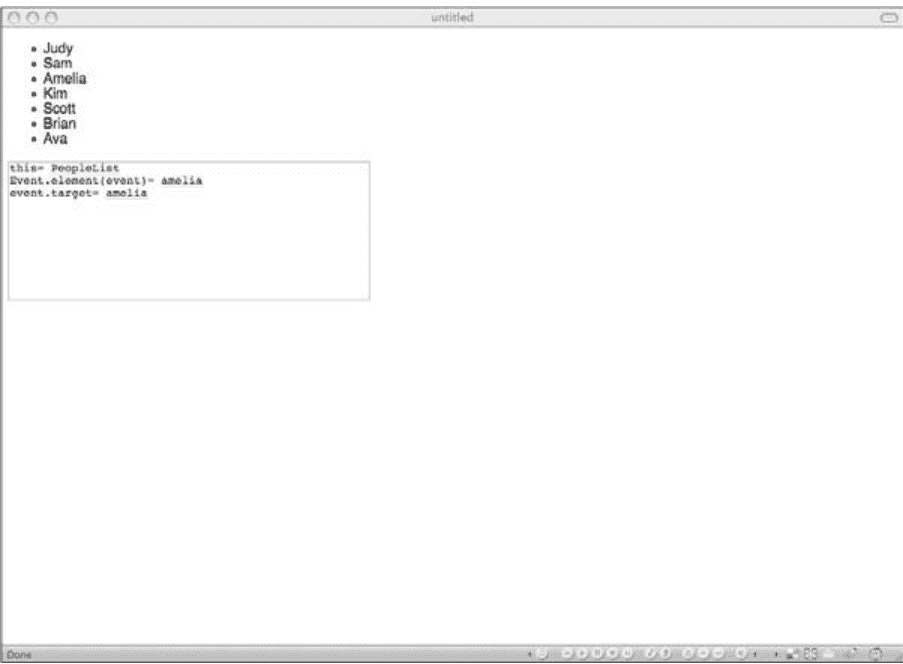 untitled
• Judy
• Sam
• Amelia
• Kim
• Scott
• Brian
• Ava
this= PeopleList
Event.element(event)= amelia
event.target= amelia
Done